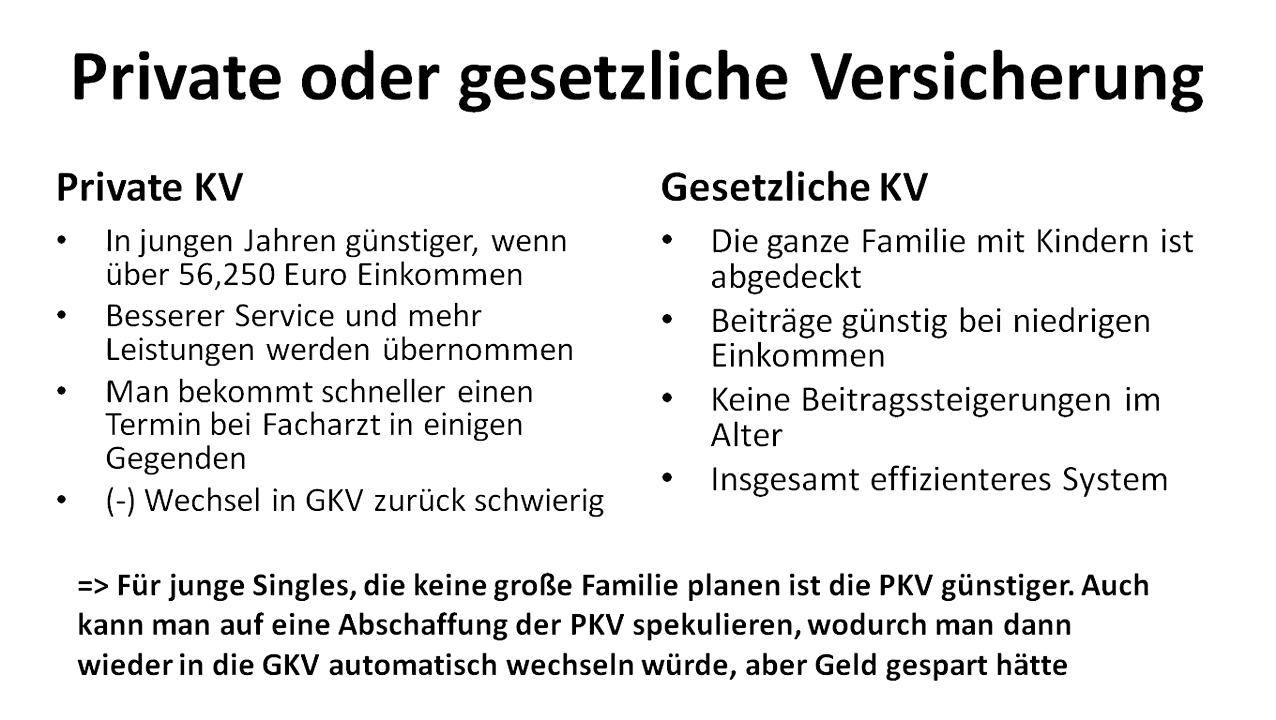 Private oder gesetzliche Versicherung
Private KV
• In jungen Jahren günstiger, wenn
über 56,250 Euro Einkommen
• Besserer Service und mehr
Leistungen werden übernommen
• Man bekommt schneller einen
Termin bei Facharzt in einigen
Gegenden
• (-) Wechsel in GKV zurück schwierig
Gesetzliche KV
• Die ganze Familie mit Kindern ist
abgedeckt
• Beiträge günstig bei niedrigen
Einkommen
• Keine Beitragssteigerungen im
Alter
• Insgesamt effizienteres System
=> Für junge Singles, die keine große Familie planen ist die PKV günstiger. Auch
kann man auf eine Abschaffung der PKV spekulieren, wodurch man dann
wieder in die GKV automatisch wechseln würde, aber Geld gespart hätte